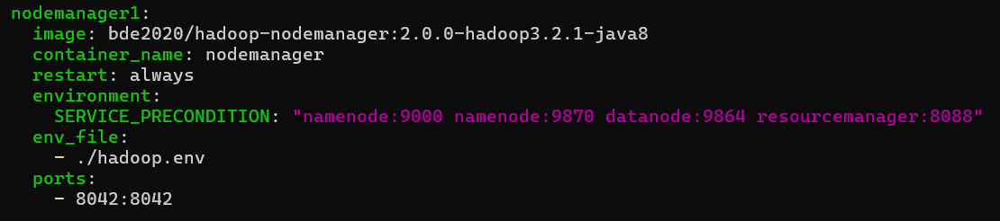 nodemanager1:
  image: bde2020/hadoop-nodemanager:2.0.0-hadoop3.2.1-java8
  container_name: nodemanager
  restart: always
  environment:
    SERVICE_PRECONDITION: "namenode:9000 namenode:9870 datanode:9864 resourcemanager:8088"
  env_file:
    - ./hadoop.env
  ports:
    - 8042:8042